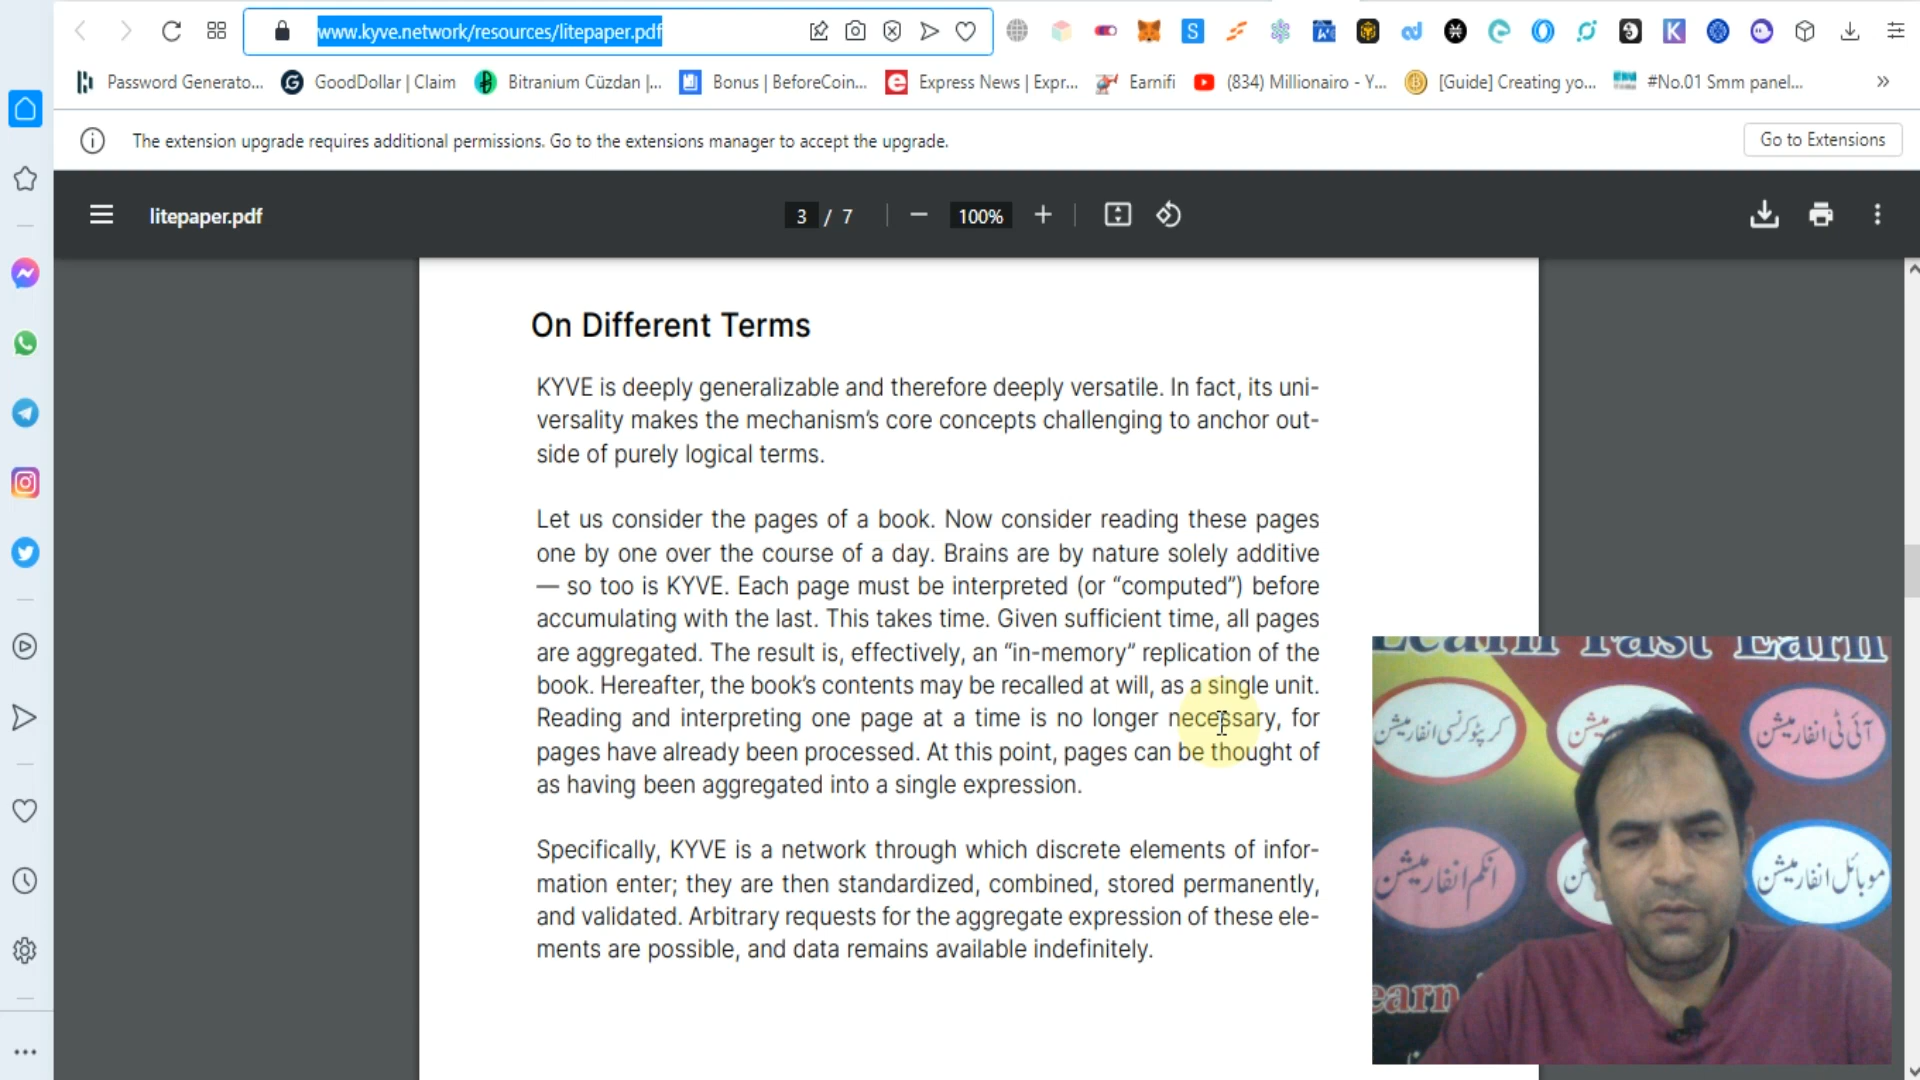 www.kyve.network/resources/litepaper.pdf
Password Generato... GoodDollar | Claim Bitranium Cüzdan |... Bonus | BeforeCoin... Express News | Expr... Earnifi (834) Millionairo - Y... [Guide] Creating yo... #No.01 Smm panel...
The extension upgrade requires additional permissions. Go to the extensions manager to accept the upgrade.
Go to Extensions
litepaper.pdf
3 / 7
100%
On Different Terms
KYVE is deeply generalizable and therefore deeply versatile. In fact, its uni-
versality makes the mechanism's core concepts challenging to anchor out-
side of purely logical terms.
Let us consider the pages of a book. Now consider reading these pages
one by one over the course of a day. Brains are by nature solely additive
— so too is KYVE. Each page must be interpreted (or “computed”) before
accumulating with the last. This takes time. Given sufficient time, all pages
are aggregated. The result is, effectively, an “in-memory” replication of the
book. Hereafter, the book's contents may be recalled at will, as a single unit.
Reading and interpreting one page at a time is no longer necessary, for
pages have already been processed. At this point, pages can be thought of
as having been aggregated into a single expression.
Specifically, KYVE is a network through which discrete elements of infor-
mation enter; they are then standardized, combined, stored permanently,
and validated. Arbitrary requests for the aggregate expression of these ele-
ments are possible, and data remains available indefinitely.
Learn Fast Earn
کرپٹو کرنسی انفارمیشن
آئی ٹی انفارمیشن
انکم انفارمیشن
موبائل انفارمیشن